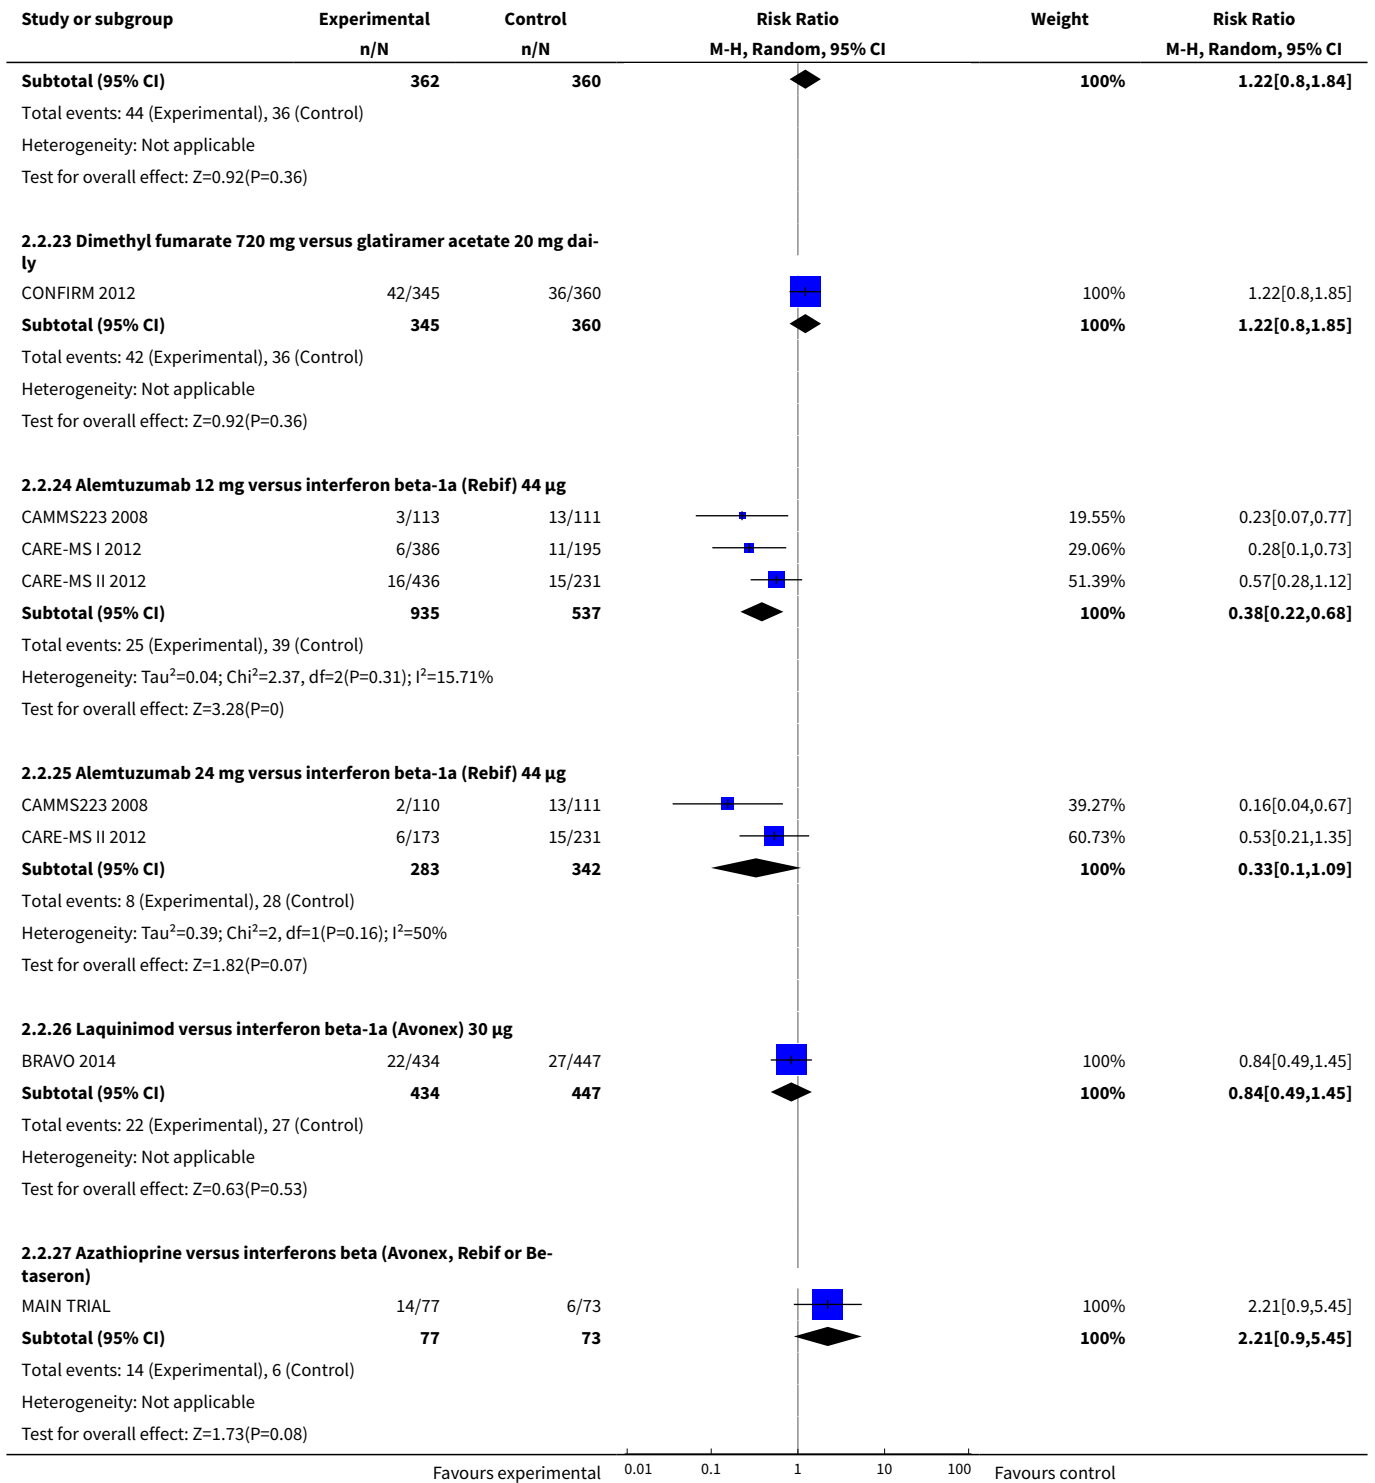 Study or subgroup Experimental Control Risk Ratio Weight Risk Ratio
n/N n/N M-H, Random, 95% CI M-H, Random, 95% CI
Subtotal (95% CI) 362 360 100% 1.22[0.8,1.84]
Total events: 44 (Experimental), 36 (Control)
Heterogeneity: Not applicable
Test for overall effect: Z=0.92(P=0.36)
2.2.23 Dimethyl fumarate 720 mg versus glatiramer acetate 20 mg dai-
ly
CONFIRM 2012 42/345 36/360 100% 1.22[0.8,1.85]
Subtotal (95% CI) 345 360 100% 1.22[0.8,1.85]
Total events: 42 (Experimental), 36 (Control)
Heterogeneity: Not applicable
Test for overall effect: Z=0.92(P=0.36)
2.2.24 Alemtuzumab 12 mg versus interferon beta-1a (Rebif) 44 µg
CAMMS223 2008 3/113 13/111 19.55% 0.23[0.07,0.77]
CARE-MS I 2012 6/386 11/195 29.06% 0.28[0.1,0.73]
CARE-MS II 2012 16/436 15/231 51.39% 0.57[0.28,1.12]
Subtotal (95% CI) 935 537 100% 0.38[0.22,0.68]
Total events: 25 (Experimental), 39 (Control)
Heterogeneity: Tau²=0.04; Chi²=2.37, df=2(P=0.31); I²=15.71%
Test for overall effect: Z=3.28(P=0)
2.2.25 Alemtuzumab 24 mg versus interferon beta-1a (Rebif) 44 µg
CAMMS223 2008 2/110 13/111 39.27% 0.16[0.04,0.67]
CARE-MS II 2012 6/173 15/231 60.73% 0.53[0.21,1.35]
Subtotal (95% CI) 283 342 100% 0.33[0.1,1.09]
Total events: 8 (Experimental), 28 (Control)
Heterogeneity: Tau²=0.39; Chi²=2, df=1(P=0.16); I²=50%
Test for overall effect: Z=1.82(P=0.07)
2.2.26 Laquinimod versus interferon beta-1a (Avonex) 30 µg
BRAVO 2014 22/434 27/447 100% 0.84[0.49,1.45]
Subtotal (95% CI) 434 447 100% 0.84[0.49,1.45]
Total events: 22 (Experimental), 27 (Control)
Heterogeneity: Not applicable
Test for overall effect: Z=0.63(P=0.53)
2.2.27 Azathioprine versus interferons beta (Avonex, Rebif or Be-
taseron)
MAIN TRIAL 14/77 6/73 100% 2.21[0.9,5.45]
Subtotal (95% CI) 77 73 100% 2.21[0.9,5.45]
Total events: 14 (Experimental), 6 (Control)
Heterogeneity: Not applicable
Test for overall effect: Z=1.73(P=0.08)
Favours experimental 0.01 0.1 1 10 100 Favours control